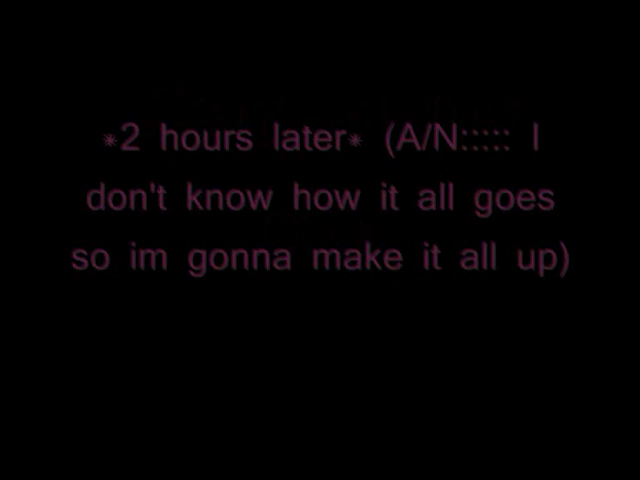 *2 hours later* (A/N::::: I
don't know how it all goes
so im gonna make it all up)